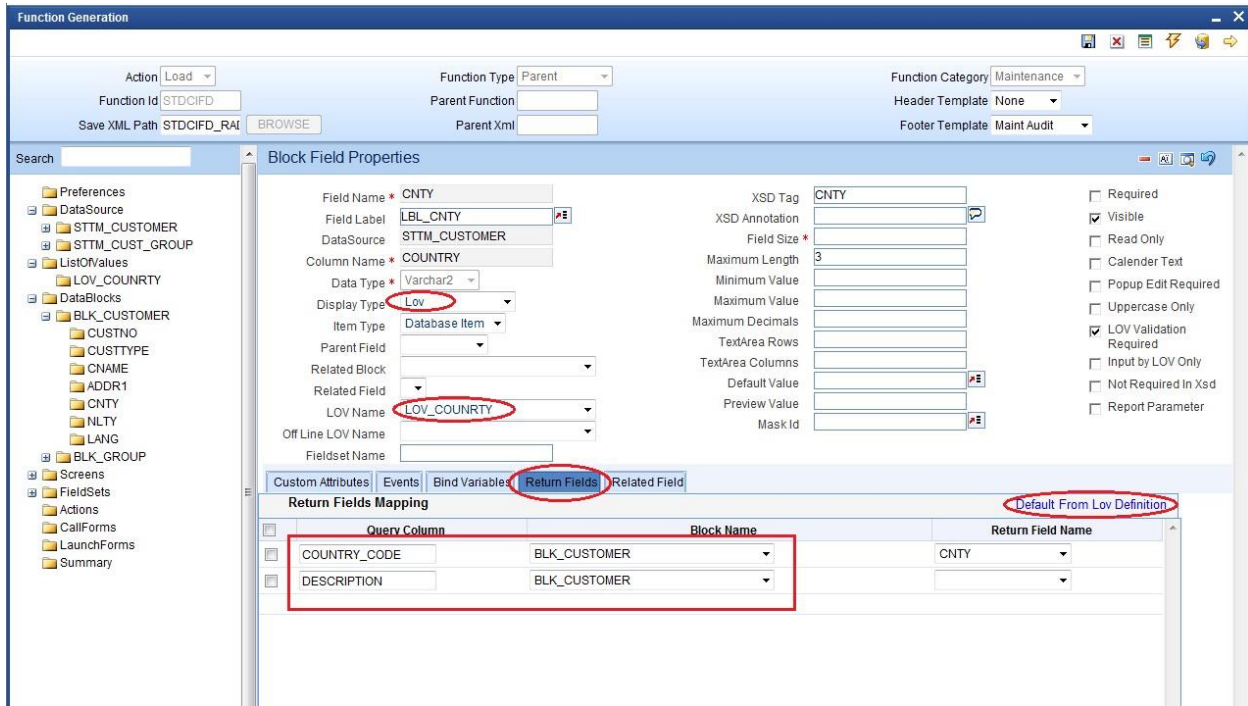 Function Generation
Action Load
Function Type Parent
Function Category Maintenance
Function Id STDCIFD
Parent Function
Header Template None
Save XML Path STDCIFD_RAD BROWSE
Parent Xml
Footer Template Maint Audit
Search
Preferences
DataSource
STTM_CUSTOMER
STTM_CUST_GROUP
ListOfValues
LOV_COUNRTY
DataBlocks
BLK_CUSTOMER
CUSTNO
CUSTTYPE
CNAME
ADDR1
CNTY
NLTY
LANG
BLK_GROUP
Screens
FieldSets
Actions
CallForms
LaunchForms
Summary
Block Field Properties
Field Name * CNTY
Field Label LBL_CNTY
DataSource STTM_CUSTOMER
Column Name * COUNTRY
Data Type * Varchar2
Display Type Lov
Item Type Database Item
Parent Field
Related Block
Related Field
LOV Name LOV_COUNRTY
Off Line LOV Name
Fieldset Name
XSD Tag CNTY
XSD Annotation
Field Size *
Maximum Length 3
Minimum Value
Maximum Value
Maximum Decimals
TextArea Rows
TextArea Columns
Default Value
Preview Value
Mask Id
Required
Visible
Read Only
Calender Text
Popup Edit Required
Uppercase Only
LOV Validation
Required
Input by LOV Only
Not Required In Xsd
Report Parameter
Custom Attributes Events Bind Variables Return Fields Related Field
Return Fields Mapping
Default From Lov Definition
Query Column Block Name Return Field Name
COUNTRY_CODE BLK_CUSTOMER CNTY
DESCRIPTION BLK_CUSTOMER